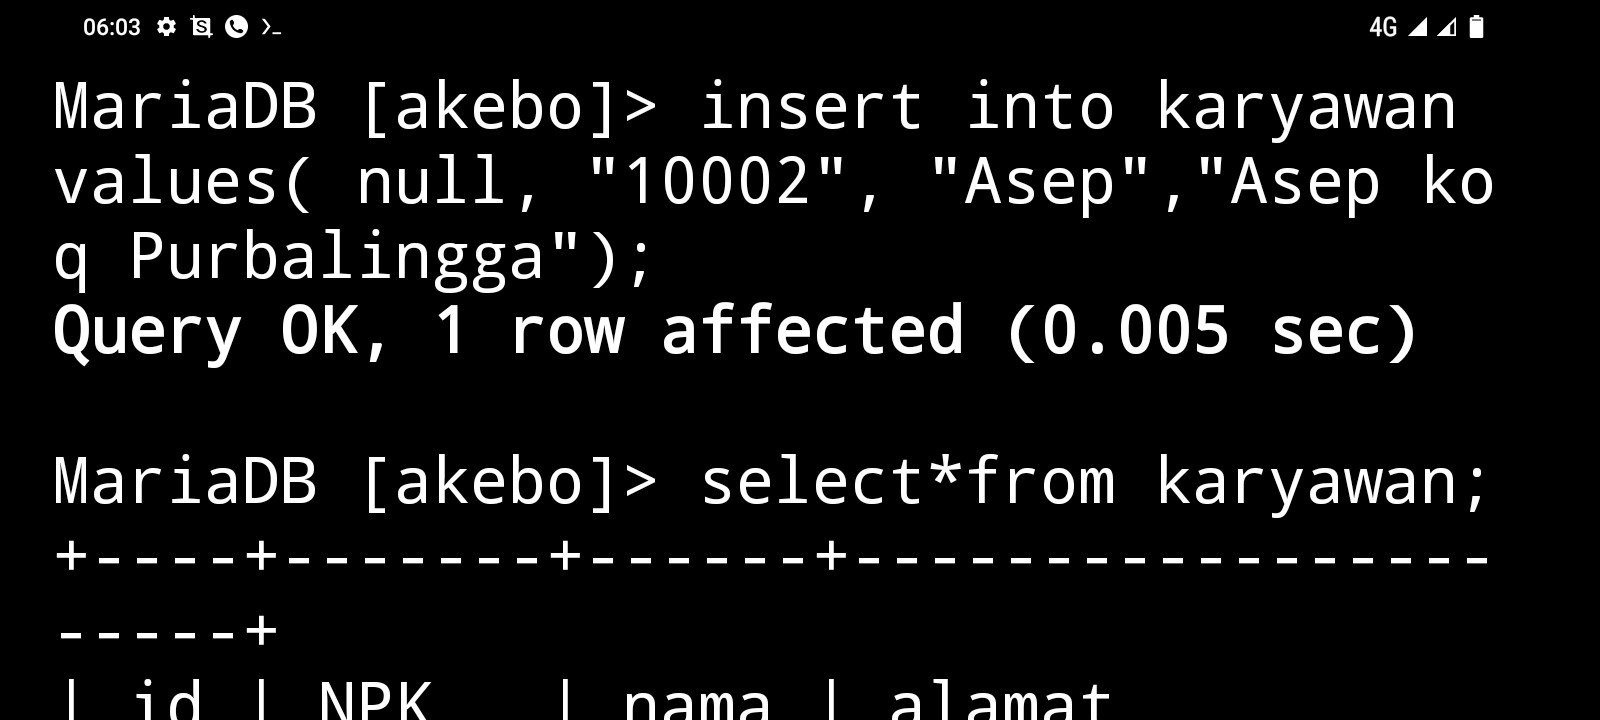 06:03 4G
MariaDB [akebo]> insert into karyawan
values( null, "10002", "Asep","Asep ko
q Purbalingga");
Query OK, 1 row affected (0.005 sec)
MariaDB [akebo]> select*from karyawan;
+----+-------+------+-----------------
-----+
| id | NPK   | nama | alamat